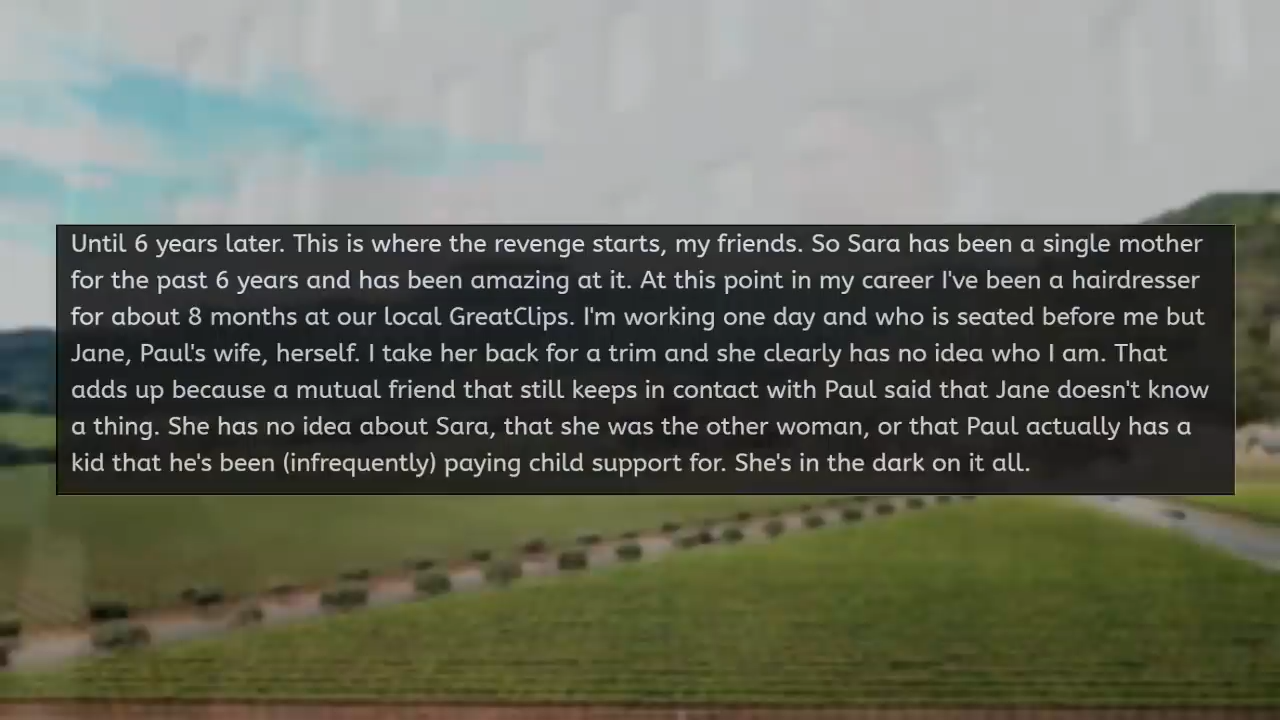 Until 6 years later. This is where the revenge starts, my friends. So Sara has been a single mother
for the past 6 years and has been amazing at it. At this point in my career I've been a hairdresser
for about 8 months at our local GreatClips. I'm working one day and who is seated before me but
Jane, Paul's wife, herself. I take her back for a trim and she clearly has no idea who I am. That
adds up because a mutual friend that still keeps in contact with Paul said that Jane doesn't know
a thing. She has no idea about Sara, that she was the other woman, or that Paul actually has a
kid that he's been (infrequently) paying child support for. She's in the dark on it all.